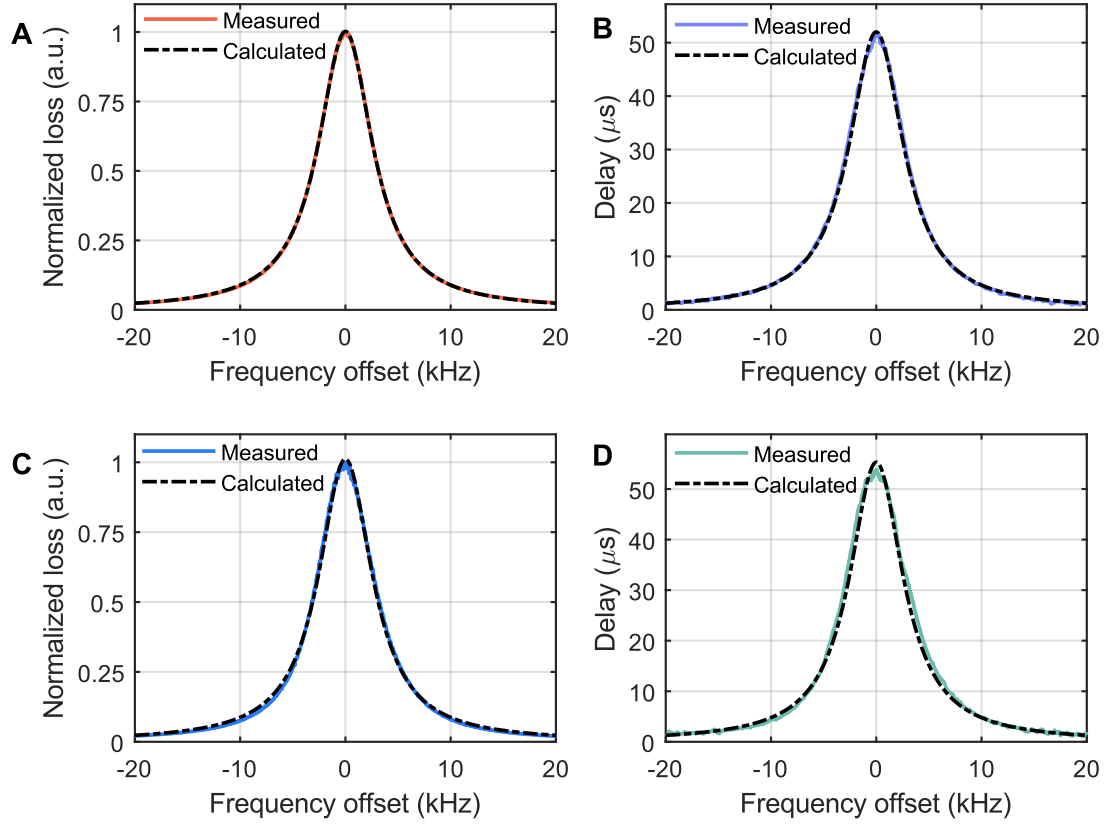 A
Measured
Calculated
1
0.75
0.5
0.25
0
Normalized loss (a.u.)
-20 -10 0 10 20
Frequency offset (kHz)
B
Measured
Calculated
50
40
30
20
10
0
Delay (μs)
-20 -10 0 10 20
Frequency offset (kHz)
C
Measured
Calculated
1
0.75
0.5
0.25
0
Normalized loss (a.u.)
-20 -10 0 10 20
Frequency offset (kHz)
D
Measured
Calculated
50
40
30
20
10
0
Delay (μs)
-20 -10 0 10 20
Frequency offset (kHz)